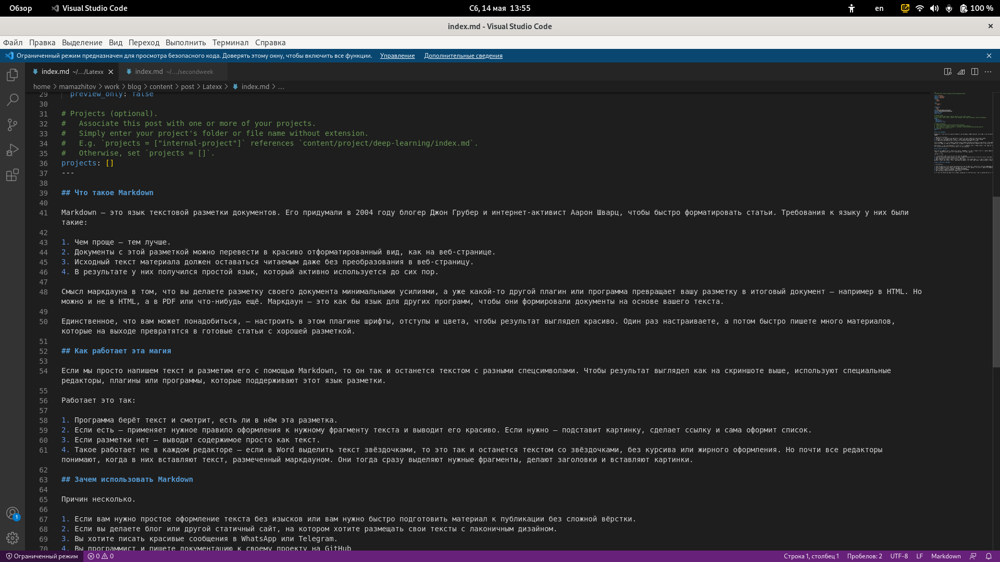 Обзор Visual Studio Code Сб, 14 мая 13:55 en 100 %
index.md - Visual Studio Code
Файл Правка Выделение Вид Переход Выполнить Терминал Справка
Ограниченный режим предназначен для просмотра безопасного кода. Доверять этому окну, чтобы включить все функции. Управление Дополнительные сведения
index.md ~/.../Latexx index.md ~/.../secondweek
home > mamazhitov > work > blog > content > post > Latexx > index.md > ...
29 preview_only: false
30
31 # Projects (optional).
32 #   Associate this post with one or more of your projects.
33 #   Simply enter your project's folder or file name without extension.
34 #   E.g. `projects = ["internal-project"]` references `content/project/deep-learning/index.md`.
35 #   Otherwise, set `projects = []`.
36 projects: []
37 ---
38
39 ## Что такое Markdown
40
41 Markdown — это язык текстовой разметки документов. Его придумали в 2004 году блогер Джон Грубер и интернет-активист Аарон Шварц, чтобы быстро форматировать статьи. Требования к языку у них были
такие:
42
43 1. Чем проще — тем лучше.
44 2. Документы с этой разметкой можно перевести в красиво отформатированный вид, как на веб-странице.
45 3. Исходный текст материала должен оставаться читаемым даже без преобразования в веб-страницу.
46 4. В результате у них получился простой язык, который активно используется до сих пор.
47
48 Смысл маркдауна в том, что вы делаете разметку своего документа минимальными усилиями, а уже какой-то другой плагин или программа превращает вашу разметку в итоговый документ — например в HTML. Но
можно и не в HTML, а в PDF или что-нибудь ещё. Маркдаун — это как бы язык для других программ, чтобы они формировали документы на основе вашего текста.
49
50 Единственное, что вам может понадобиться, — настроить в этом плагине шрифты, отступы и цвета, чтобы результат выглядел красиво. Один раз настраиваете, а потом быстро пишете много материалов,
которые на выходе превратятся в готовые статьи с хорошей разметкой.
51
52 ## Как работает эта магия
53
54 Если мы просто напишем текст и разметим его с помощью Markdown, то он так и останется текстом с разными спецсимволами. Чтобы результат выглядел как на скриншоте выше, используют специальные
редакторы, плагины или программы, которые поддерживают этот язык разметки.
55
56 Работает это так:
57
58 1. Программа берёт текст и смотрит, есть ли в нём эта разметка.
59 2. Если есть — применяет нужное правило оформления к нужному фрагменту текста и выводит его красиво. Если нужно — подставит картинку, сделает ссылку и сама оформит список.
60 3. Если разметки нет — выводит содержимое просто как текст.
61 4. Такое работает не в каждом редакторе — если в Word выделить текст звёздочками, то это так и останется текстом со звёздочками, без курсива или жирного оформления. Но почти все редакторы
понимают, когда в них вставляют текст, размеченный маркдауном. Они тогда сразу выделяют нужные фрагменты, делают заголовки и вставляют картинки.
62
63 ## Зачем использовать Markdown
64
65 Причин несколько.
66
67 1. Если вам нужно простое оформление текста без изысков или вам нужно быстро подготовить материал к публикации без сложной вёрстки.
68 2. Если вы делаете блог или другой статичный сайт, на котором хотите размещать свои тексты с лаконичным дизайном.
69 3. Вы хотите писать красивые сообщения в WhatsApp или Telegram.
70 4. Вы программист и пишете документацию к своему проекту на GitHub
1
Ограниченный режим 0 0 Строка 1, столбец 1 Пробелов: 2 UTF-8 LF Markdown